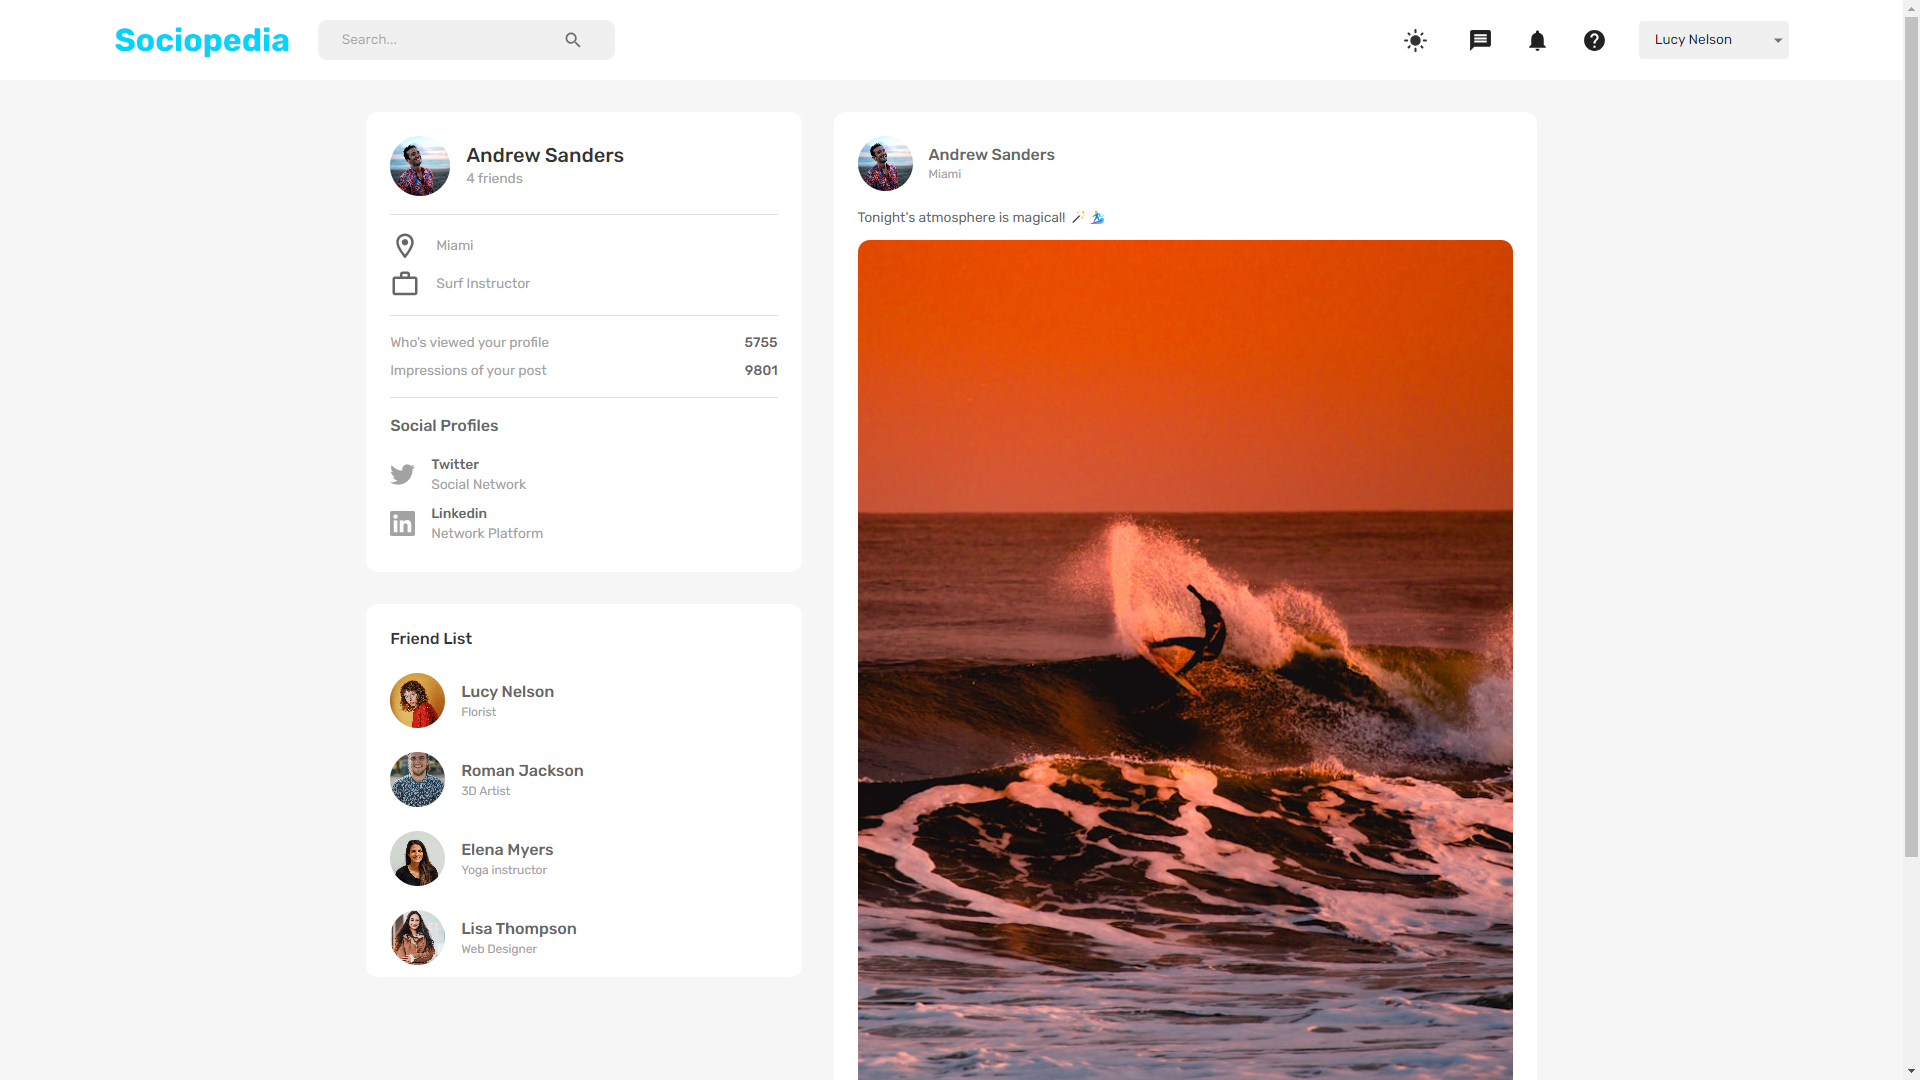 Sociopedia
Search...
Lucy Nelson
Andrew Sanders
4 friends
Miami
Surf Instructor
Who's viewed your profile 5755
Impressions of your post 9801
Social Profiles
Twitter
Social Network
Linkedin
Network Platform
Friend List
Lucy Nelson
Florist
Roman Jackson
3D Artist
Elena Myers
Yoga instructor
Lisa Thompson
Web Designer
Andrew Sanders
Miami
Tonight's atmosphere is magicall 🪄 🏄